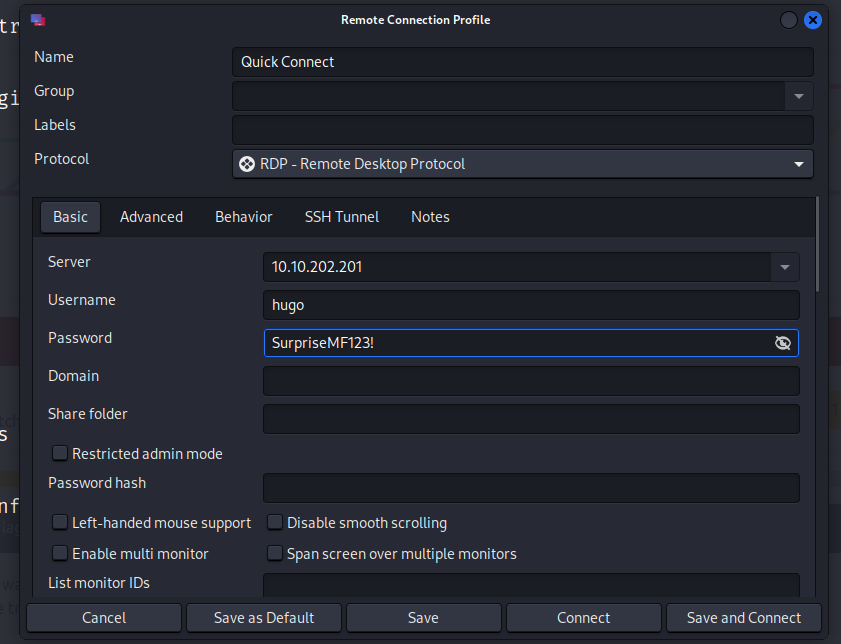 Remote Connection Profile
Name
Quick Connect
Group
Labels
Protocol
RDP - Remote Desktop Protocol
Basic Advanced Behavior SSH Tunnel Notes
Server
10.10.202.201
Username
hugo
Password
SurpriseMF123!
Domain
Share folder
Restricted admin mode
Password hash
Left-handed mouse support Disable smooth scrolling
Enable multi monitor Span screen over multiple monitors
List monitor IDs
Cancel Save as Default Save Connect Save and Connect